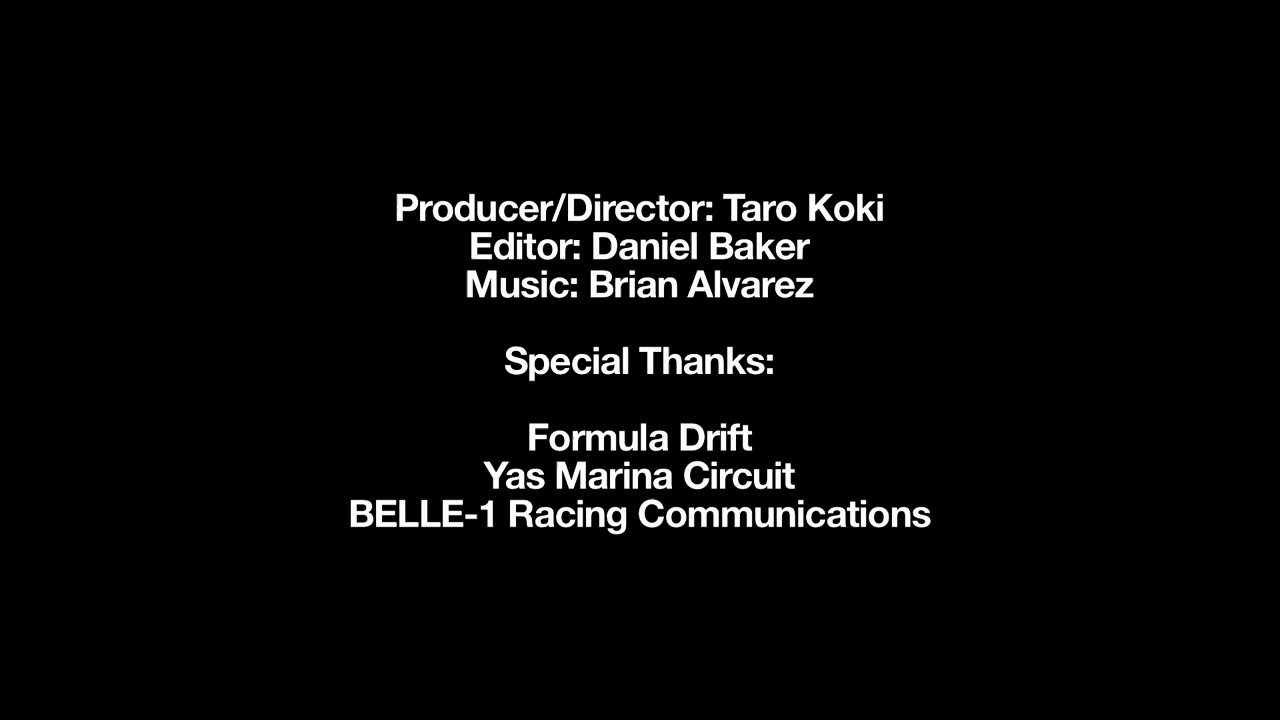 Producer/Director: Taro Koki
Editor: Daniel Baker
Music: Brian Alvarez
Special Thanks:
Formula Drift
Yas Marina Circuit
BELLE-1 Racing Communications